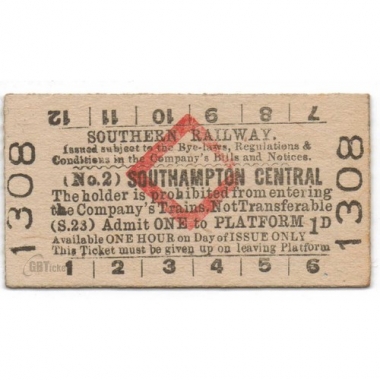 12 11 10 9 8 7
SOUTHERN RAILWAY.
Issued subject to the Bye-laws, Regulations &
Conditions in the Company's Bills and Notices.
(No.2) SOUTHAMPTON CENTRAL
The holder is prohibited from entering
the Company's Trains. Not Transferable
(S.23) Admit ONE to PLATFORM 1D
Available ONE HOUR on Day of ISSUE ONLY
This Ticket must be given up on leaving Platform
1 2 3 4 5 6
1308
1308
GBTicket